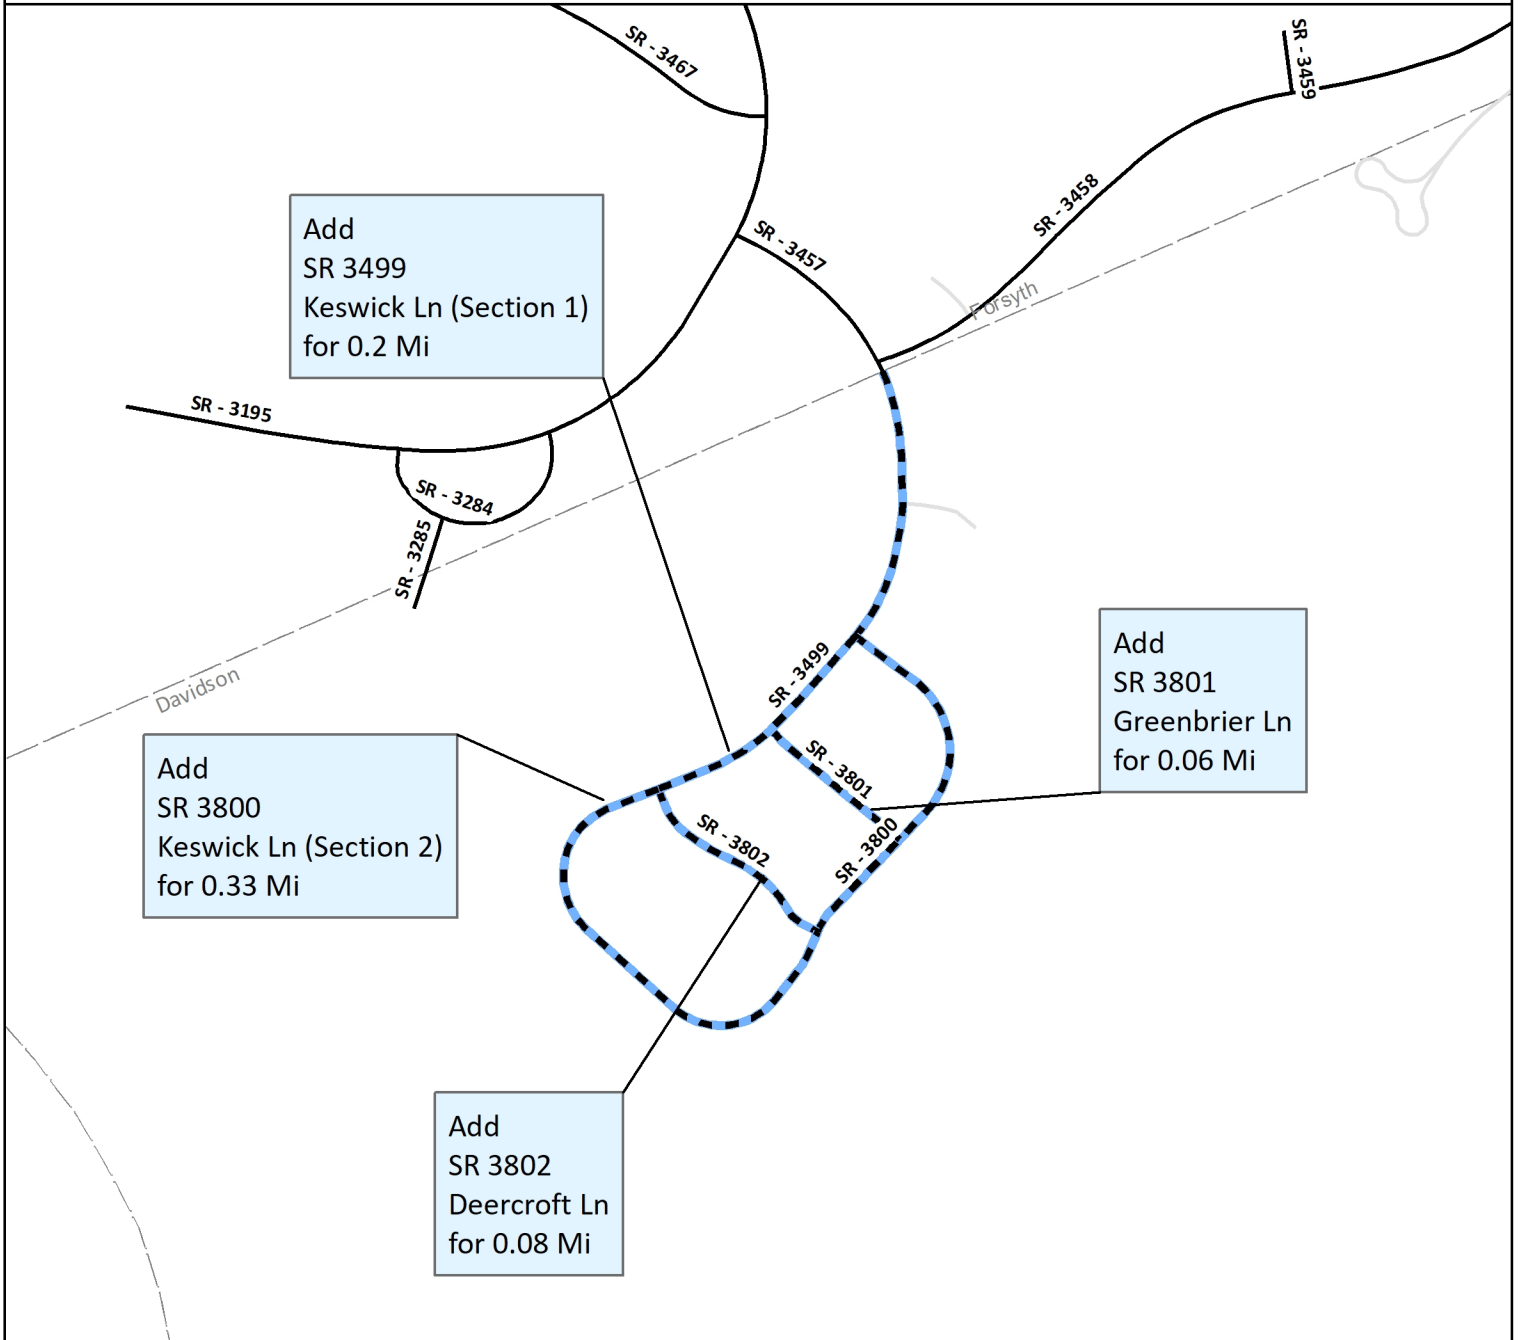 SR - 3467
SR - 3459
SR - 3458
Add
SR 3499
Keswick Ln (Section 1)
for 0.2 Mi
SR - 3457
Forsyth
SR - 3195
SR - 3284
SR - 3285
Davidson
SR - 3499
Add
SR 3801
Greenbrier Ln
for 0.06 Mi
Add
SR 3800
Keswick Ln (Section 2)
for 0.33 Mi
SR - 3801
SR - 3802
SR - 3800
Add
SR 3802
Deercroft Ln
for 0.08 Mi